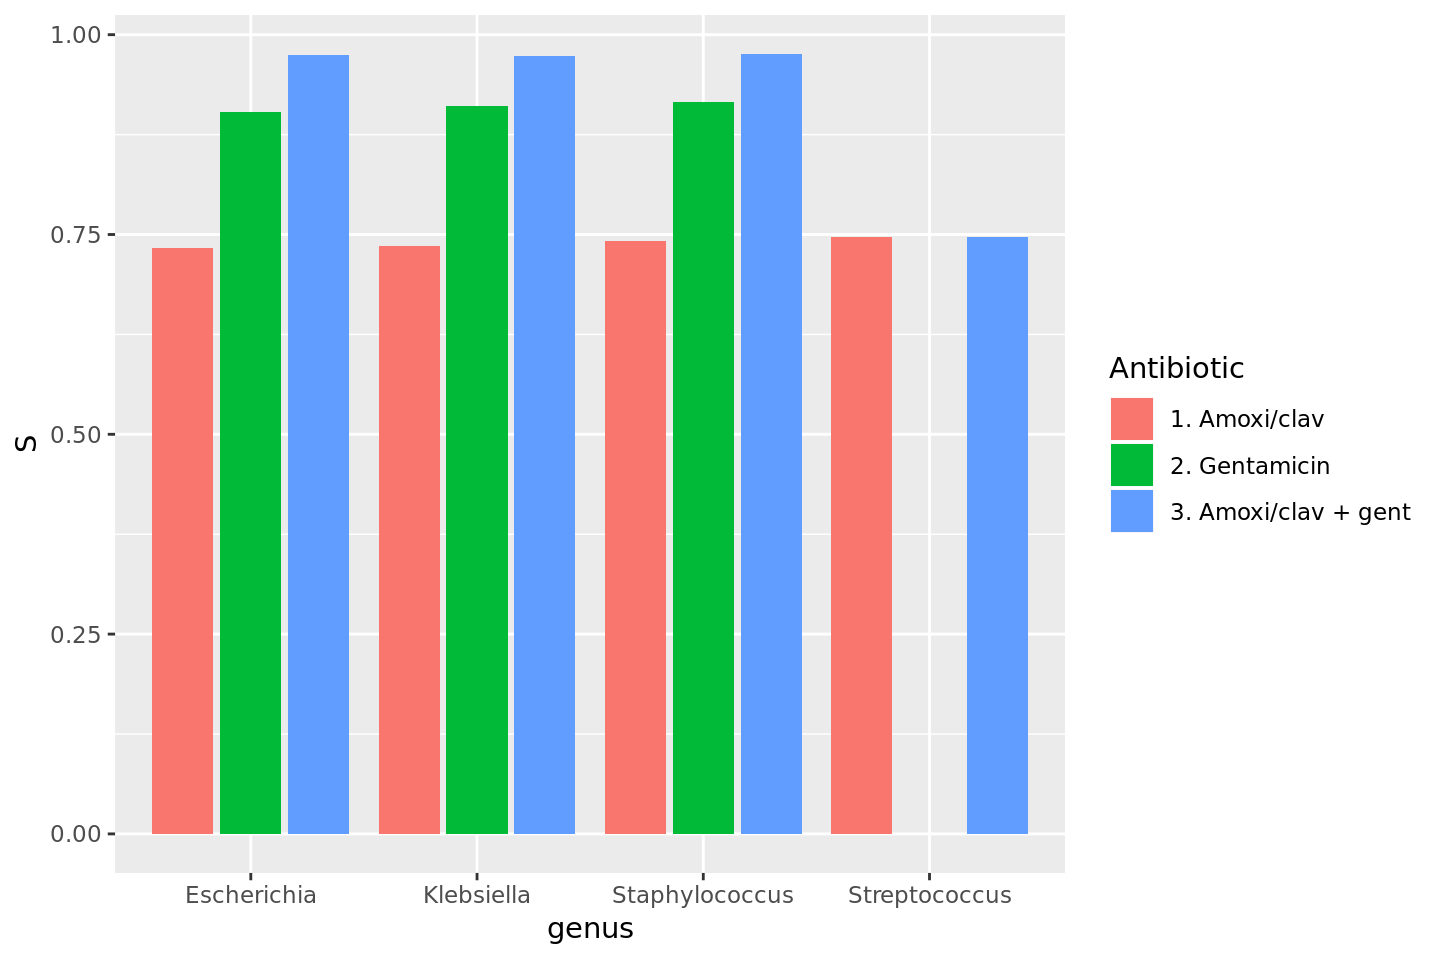 1.00
0.75
0.50
0.25
0.00
S
Escherichia
Klebsiella
Staphylococcus
Streptococcus
genus
Antibiotic
1. Amoxi/clav
2. Gentamicin
3. Amoxi/clav + gent